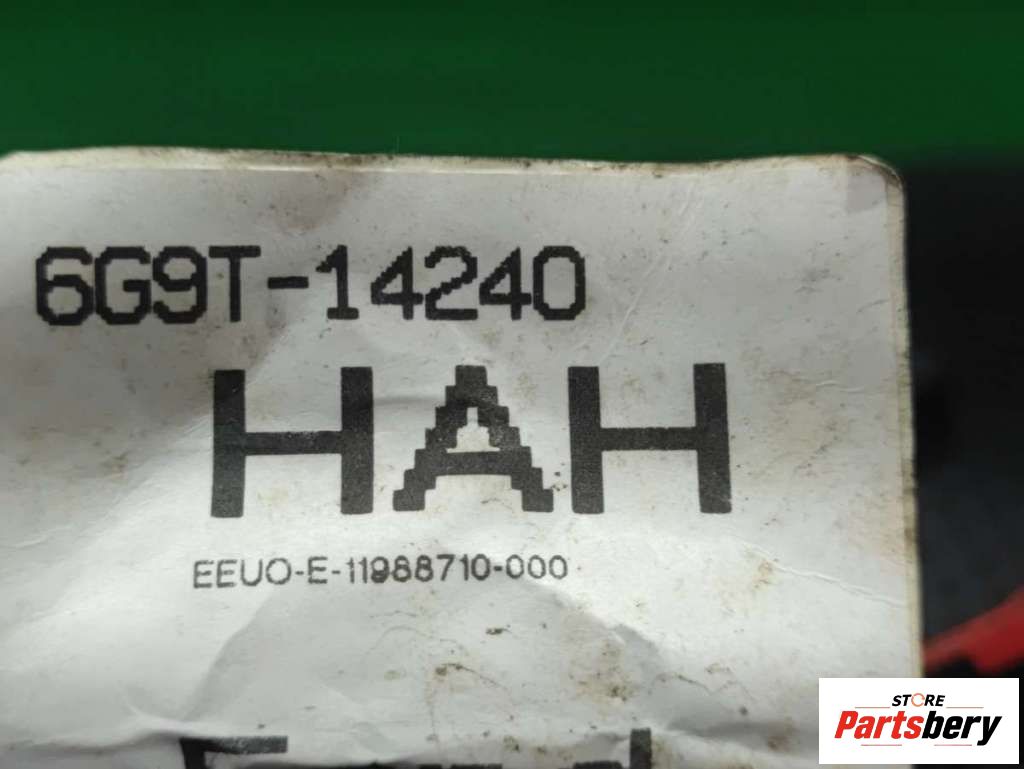 6G9T-14240
HAH
EEUO-E-11988710-000
STORE
Partsbery